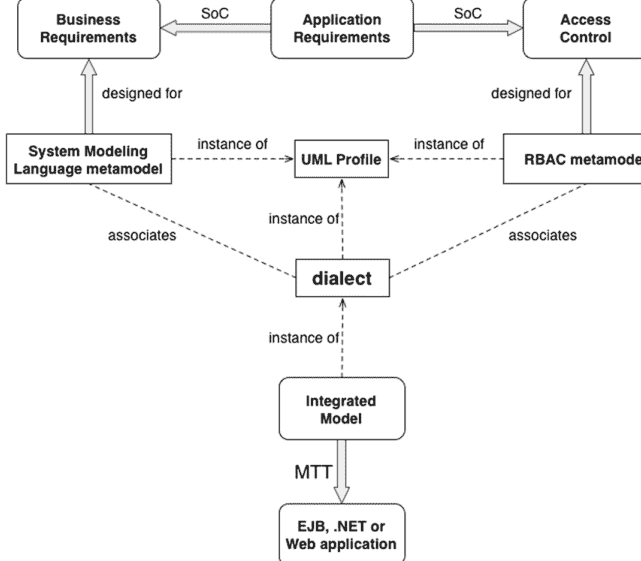 Business
Requirements
SoC
Application
Requirements
SoC
Access
Control
designed for
designed for
System Modeling
Language metamodel
instance of
UML Profile
instance of
RBAC metamode
instance of
associates
associates
dialect
instance of
Integrated
Model
MTT
EJB, .NET or
Web application